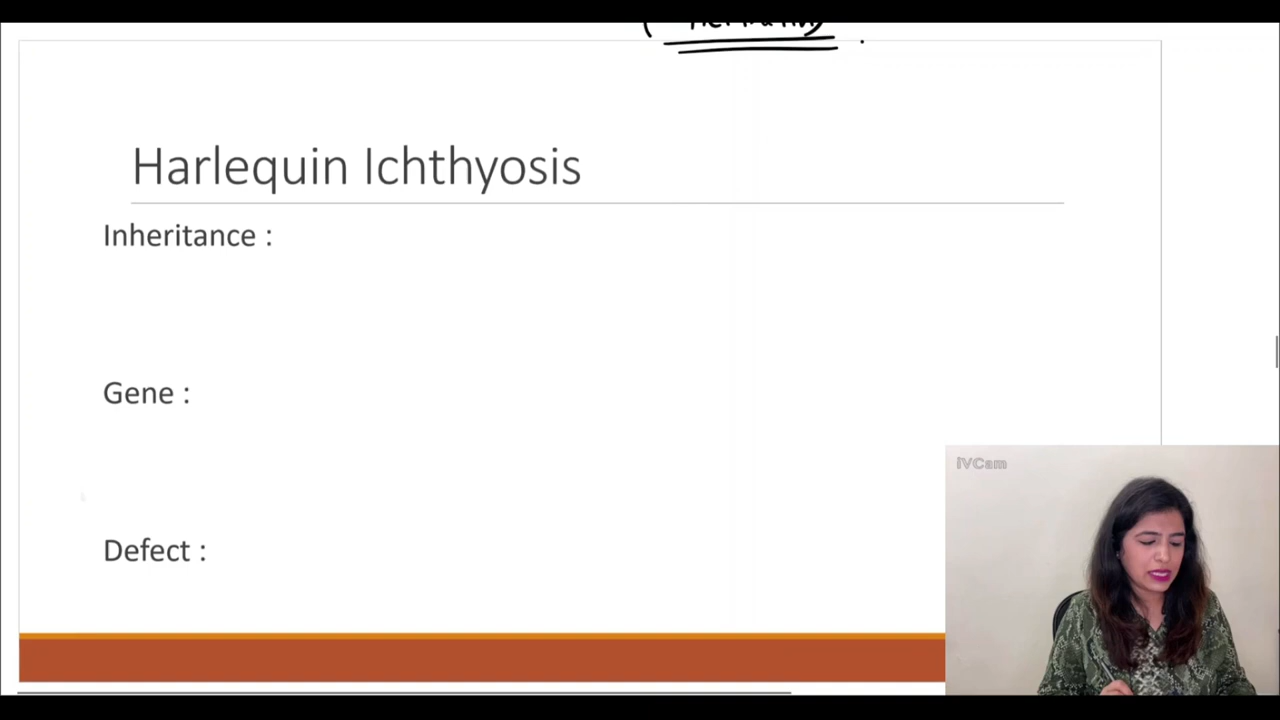 Harlequin Ichthyosis
Inheritance :
Gene :
iVCam
Defect :